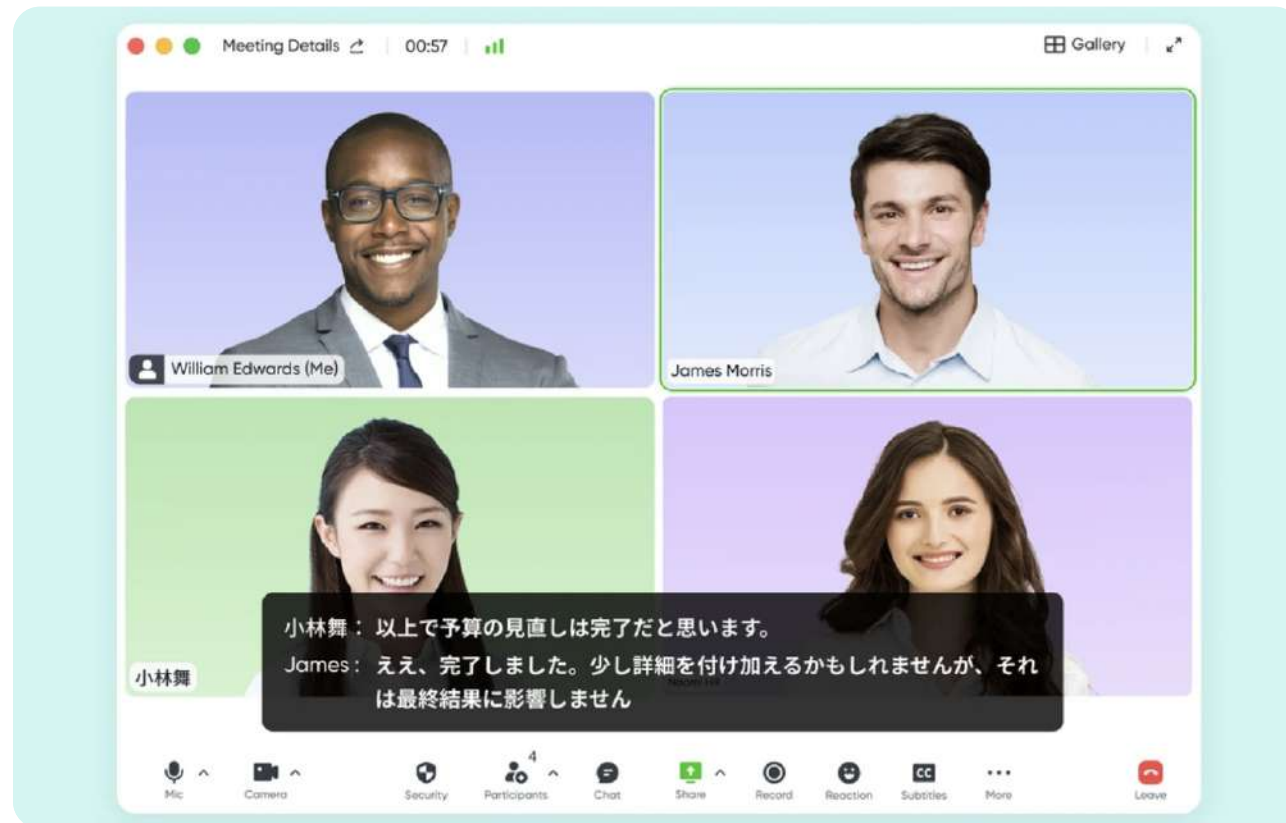 Meeting Details
00:57
Gallery
William Edwards (Me)
James Morris
小林舞
小林舞： 以上で予算の見直しは完了だと思います。
James： ええ、完了しました。少し詳細を付け加えるかもしれませんが、それ
は最終結果に影響しません
4
Mic
Camera
Security
Participants
Chat
Share
Record
Reaction
CC
Subtitles
More
Leave